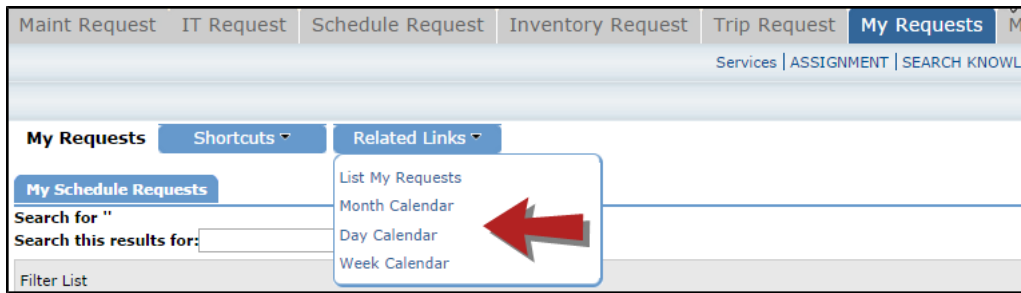 Maint Request IT Request Schedule Request Inventory Request Trip Request My Requests
Services | ASSIGNMENT | SEARCH
My Requests Shortcuts Related Links
List My Requests
My Schedule Requests
Month Calendar
Search for "
Day Calendar
Search this results for:
Week Calendar
Filter List